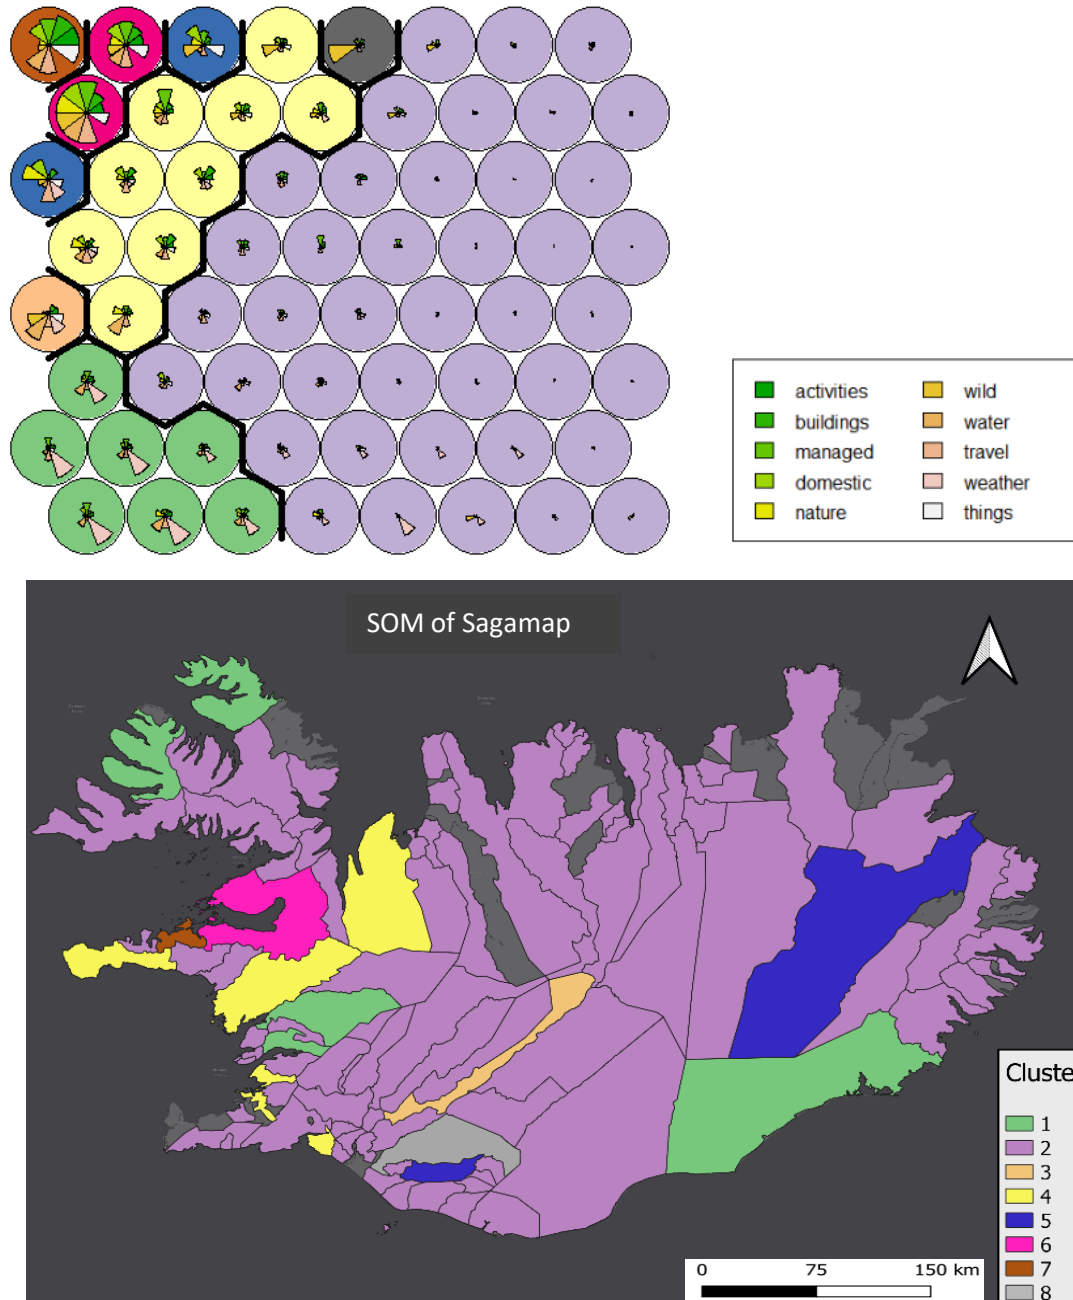 activities
buildings
managed
domestic
nature
wild
water
travel
weather
things
SOM of Sagamap
Cluste
1
2
3
4
5
6
7
8
0 75 150 km